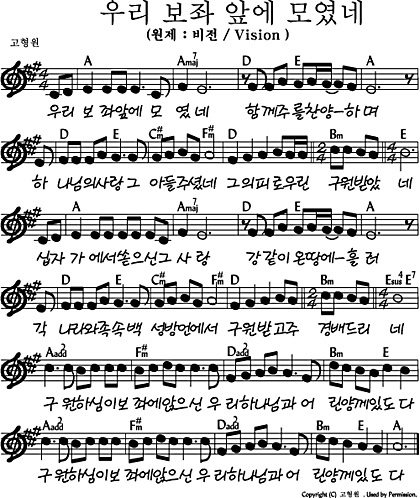 우리 보좌 앞에 모였네
(원제 : 비전 / Vision )
고형원
A Amaj7 D E A
우리 보 좌앞에 모 였 네 함께주를찬양-하 며
D E C#m F#m D E Bm E
하 나님의사랑그 아들주셨네 그의피로우린 구원받았 네
A Amaj7 D E A
십자 가 에서쏟으신그 사 랑 강같이 온땅에-흘 러
D E C#m F#m D E Bm Esus4 E7
각 나라와족속백 성방언에서 구원받고주 경배드리 네
Aadd2 F#m Dadd2 Bm E
구 원하심이보 좌에앉으신 우 리하나님과어 린양께있도 다
Aadd2 F#m Dadd2 Bm E A
구 원하심이보 좌에앉으신 우 리하나님과어 린양께있도 다
Copyright (C) 고형원 . Used by Permission.